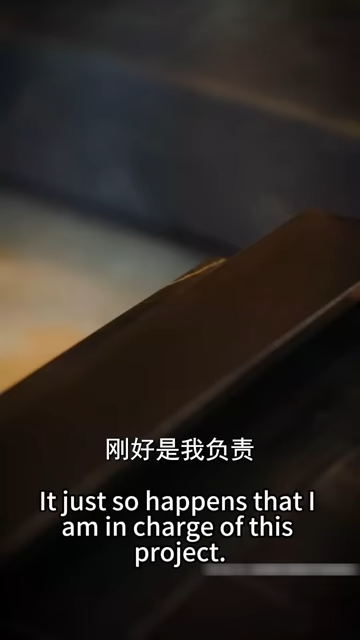 刚好是我负责
It just so happens that I
am in charge of this
project.